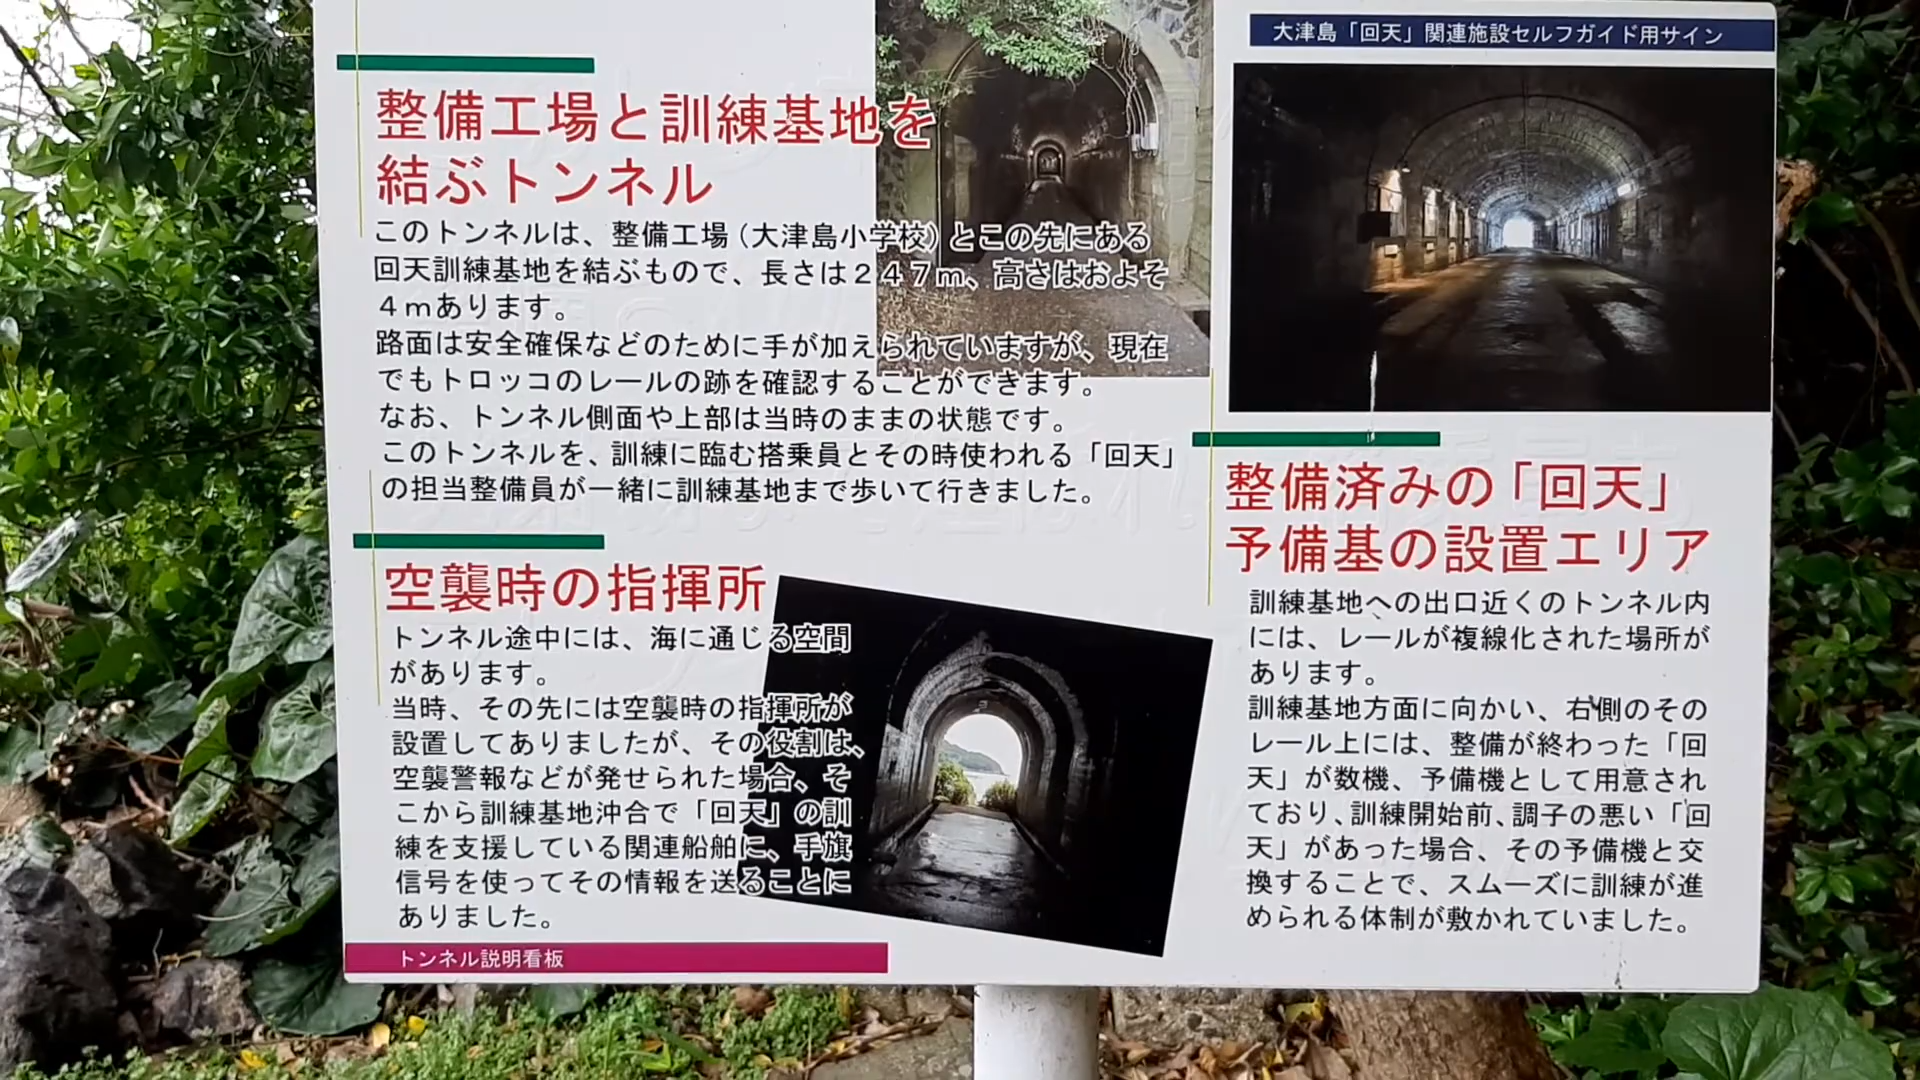 大津島「回天」関連施設セルフガイド用サイン
整備工場と訓練基地を
結ぶトンネル
このトンネルは、整備工場（大津島小学校）とこの先にある
回天訓練基地を結ぶもので、長さは２４７ｍ、高さはおよそ
４ｍあります。
路面は安全確保などのために手が加えられていますが、現在
でもトロッコのレールの跡を確認することができます。
なお、トンネル側面や上部は当時のままの状態です。
このトンネルを、訓練に臨む搭乗員とその時使われる「回天」
の担当整備員が一緒に訓練基地まで歩いて行きました。
空襲時の指揮所
トンネル途中には、海に通じる空間
があります。
当時、その先には空襲時の指揮所が
設置してありましたが、その役割は、
空襲警報などが発せられた場合、そ
こから訓練基地沖合で「回天」の訓
練を支援している関連船舶に、手旗
信号を使ってその情報を送ることに
ありました。
整備済みの「回天」
予備基の設置エリア
訓練基地への出口近くのトンネル内
には、レールが複線化された場所が
あります。
訓練基地方面に向かい、右側のその
レール上には、整備が終わった「回
天」が数機、予備機として用意され
ており、訓練開始前、調子の悪い「回
天」があった場合、その予備機と交
換することで、スムーズに訓練が進
められる体制が敷かれていました。
トンネル説明看板